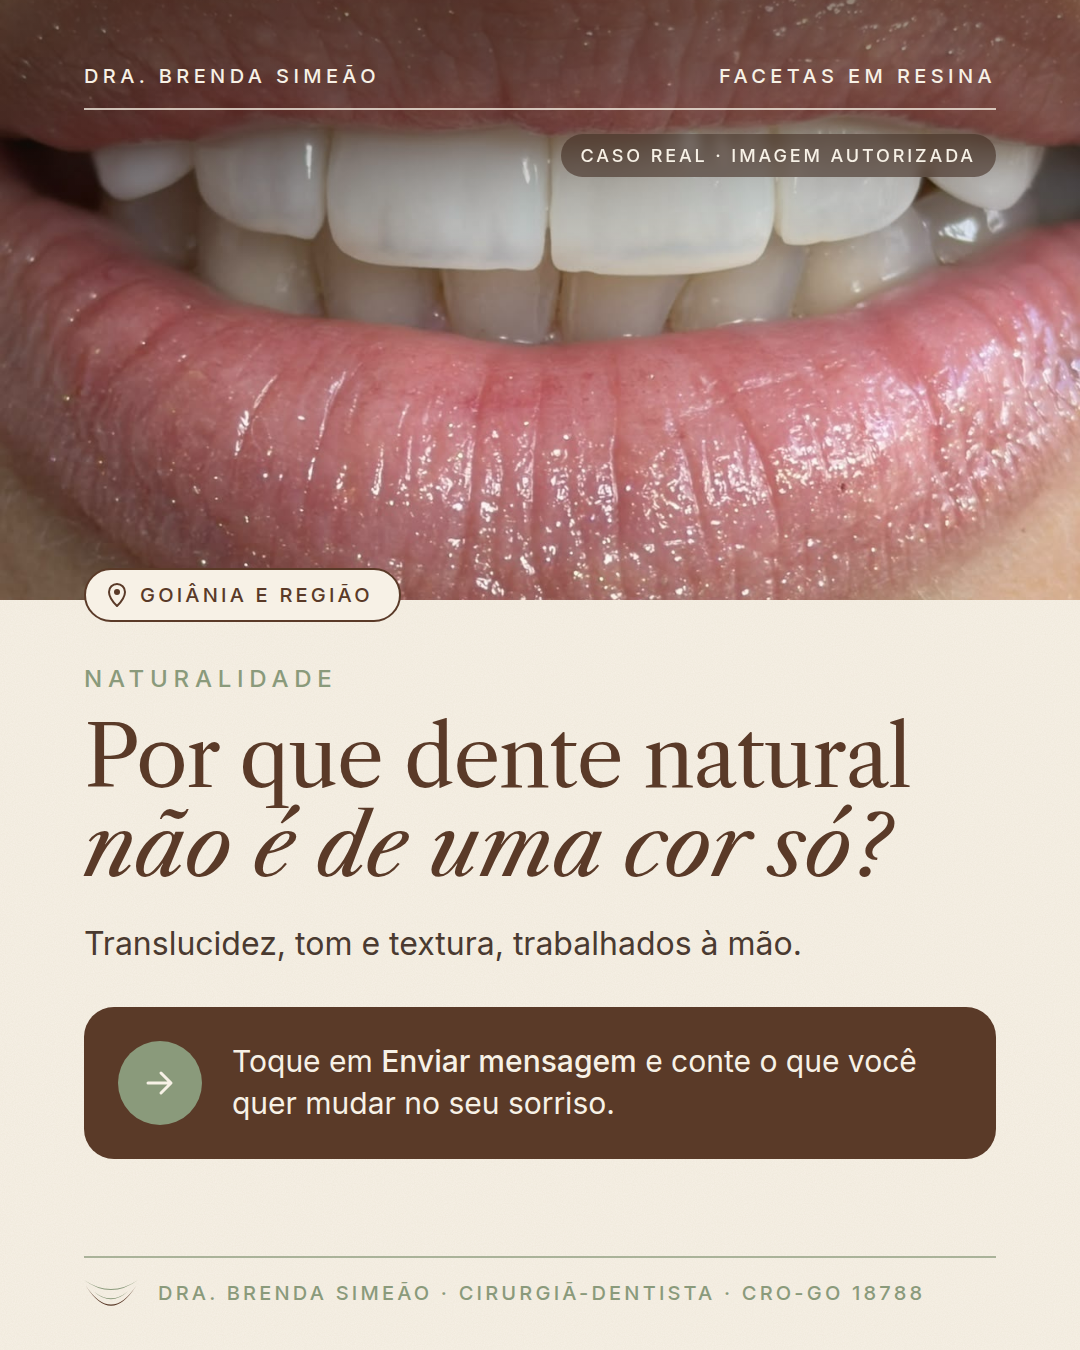 DRA. BRENDA SIMEÃO
FACETAS EM RESINA
CASO REAL · IMAGEM AUTORIZADA
GOIÂNIA E REGIÃO
NATURALIDADE
Por que dente natural
não é de uma cor só?
Translucidez, tom e textura, trabalhados à mão.
Toque em Enviar mensagem e conte o que você
quer mudar no seu sorriso.
DRA. BRENDA SIMEÃO · CIRURGIÃ-DENTISTA · CRO-GO 18788